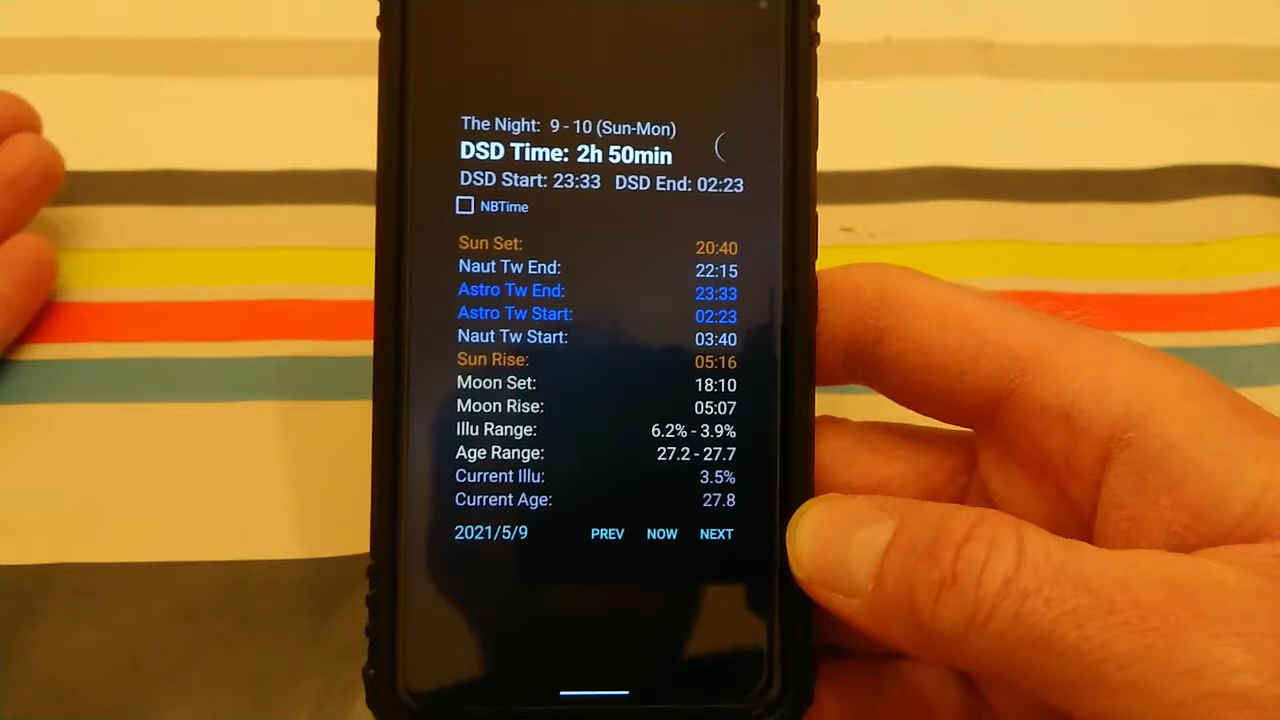 The Night: 9 - 10 (Sun-Mon)
DSD Time: 2h 50min
DSD Start: 23:33 DSD End: 02:23
NBTime
Sun Set: 20:40
Naut Tw End: 22:15
Astro Tw End: 23:33
Astro Tw Start: 02:23
Naut Tw Start: 03:40
Sun Rise: 05:16
Moon Set: 18:10
Moon Rise: 05:07
Illu Range: 6.2% - 3.9%
Age Range: 27.2 - 27.7
Current Illu: 3.5%
Current Age: 27.8
2021/5/9 PREV NOW NEXT